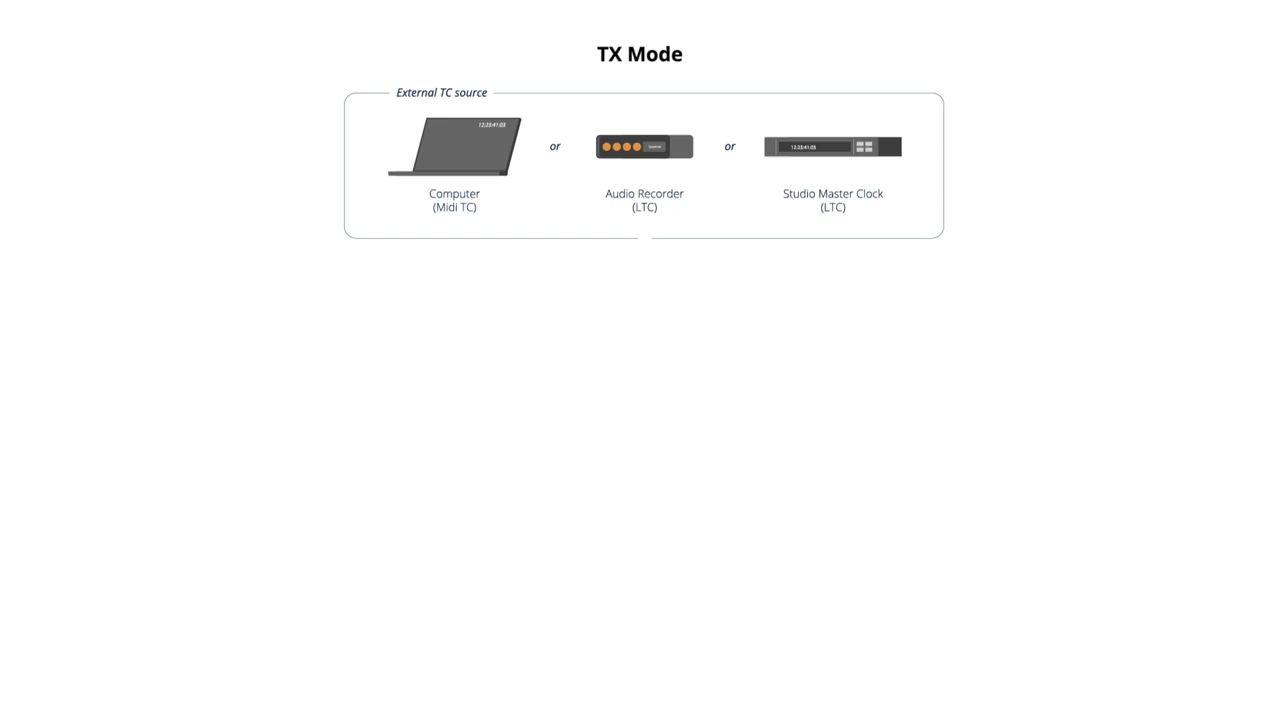 TX Mode
External TC source
12:23:41:03
or
or
12:23:41:03
Computer
(Midi TC)
Audio Recorder
(LTC)
Studio Master Clock
(LTC)